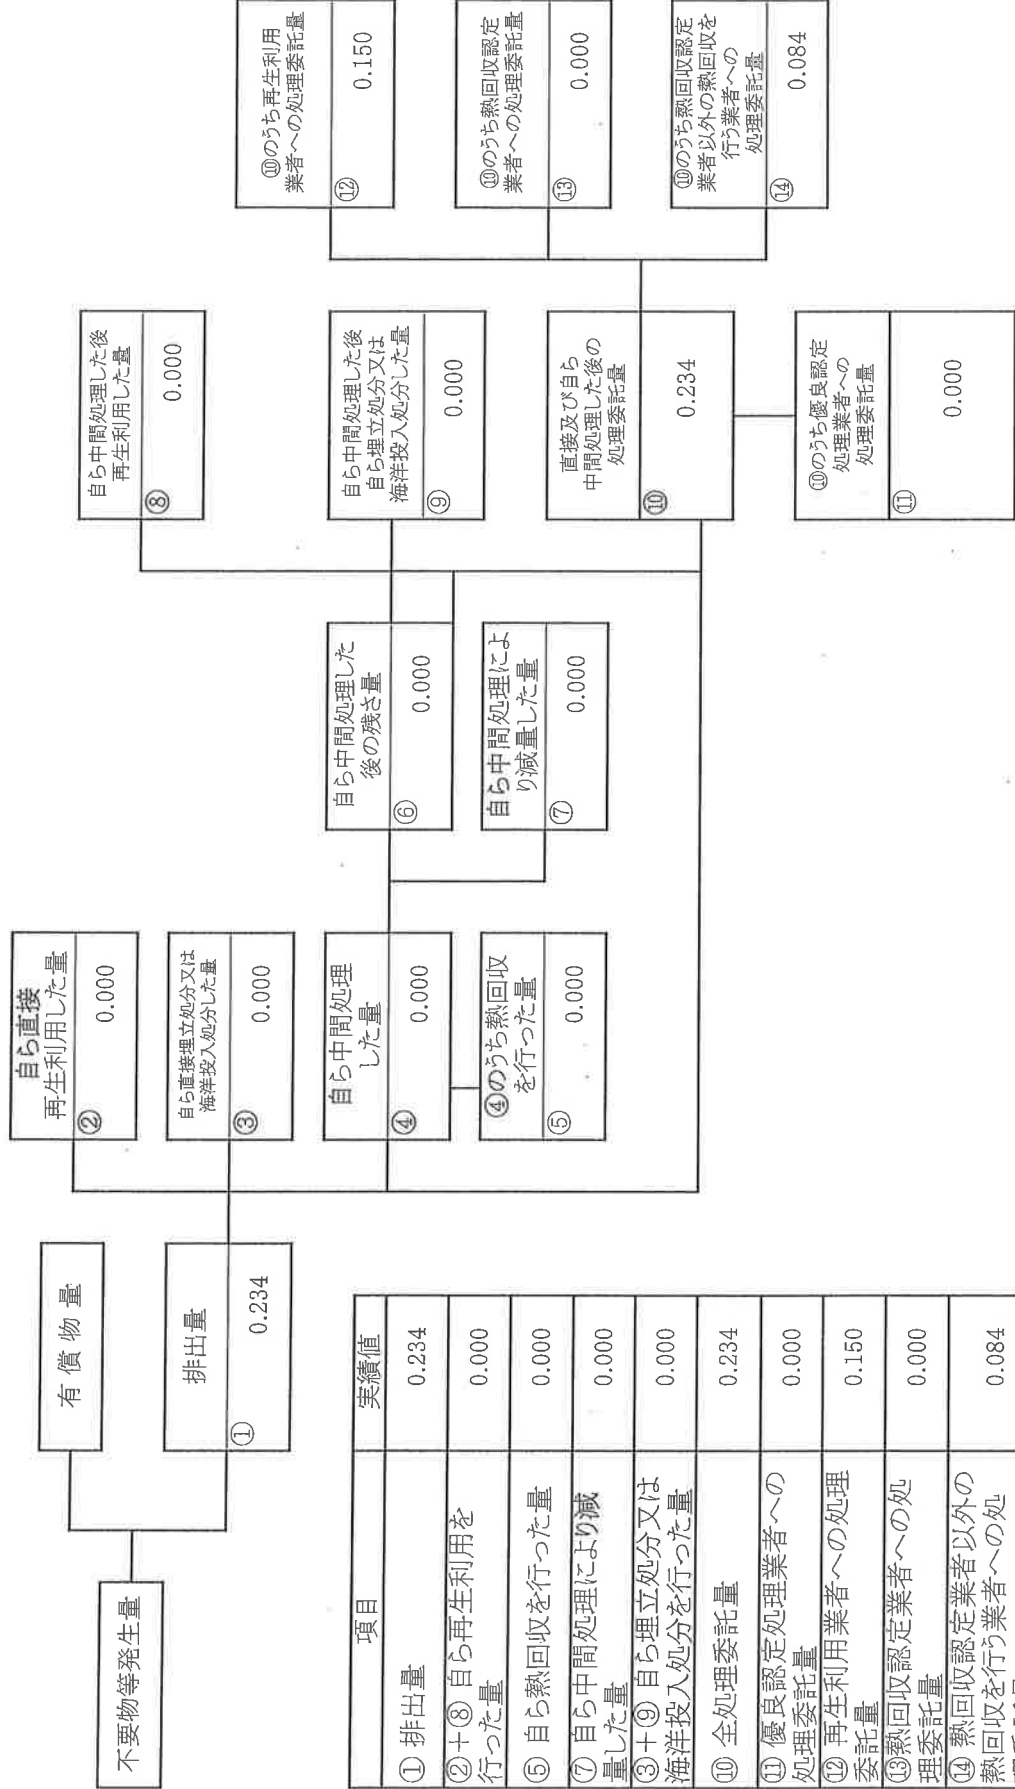 不要物等発生量
有償物量
排出量
①
0.234
自ら直接
再生利用した量
②
0.000
自ら直接埋立処分又は
海洋投入処分した量
③
0.000
自ら中間処理
した量
④
0.000
④のうち熱回収
を行った量
⑤
0.000
自ら中間処理した
後の残さ量
⑥
0.000
自ら中間処理によ
り減量した量
⑦
0.000
自ら中間処理した後
再生利用した量
⑧
0.000
自ら中間処理した後
自ら埋立処分又は
海洋投入処分した量
⑨
0.000
直接及び自ら
中間処理した後の
処理委託量
⑩
0.234
⑩のうち優良認定
処理業者への
処理委託量
⑪
0.000
⑩のうち再生利用
業者への処理委託量
⑫
0.150
⑩のうち熱回収認定
業者への処理委託量
⑬
0.000
⑩のうち熱回収認定
業者以外の熱回収を
行う業者への
処理委託量
⑭
0.084
項目 実績値
① 排出量 0.234
②+⑧ 自ら再生利用を
行った量 0.000
⑤ 自ら熱回収を行った量 0.000
⑦ 自ら中間処理により減
量した量 0.000
③+⑨ 自ら埋立処分又は
海洋投入処分を行った量 0.000
⑩ 全処理委託量 0.234
⑪ 優良認定処理業者への
処理委託量 0.000
⑫ 再生利用業者への処理
委託量 0.150
⑬熱回収認定業者への処
理委託量 0.000
⑭ 熱回収認定業者以外の
熱回収を行う業者への処 0.084